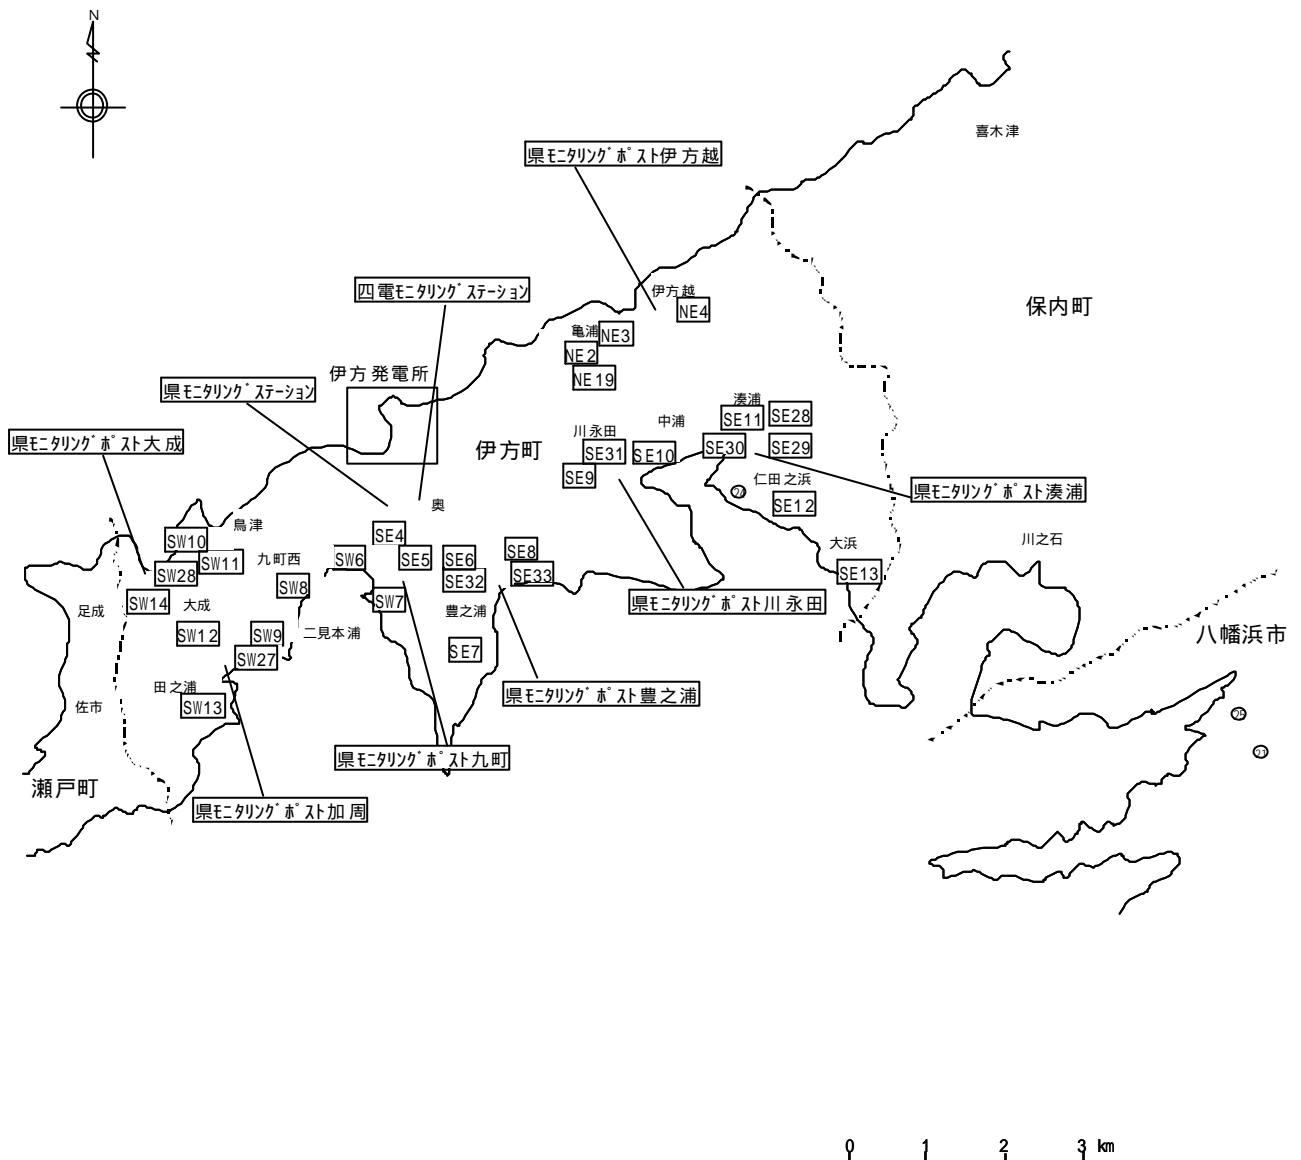 N
喜木津
県モニタリングポスト伊方越
伊方越
NE4
保内町
四電モニタリングステーション
亀浦
NE3
NE2
NE19
伊方発電所
県モニタリングステーション
湊浦
SE11
SE28
中浦
川永田
県モニタリングポスト大成
伊方町
SE31
SE10
SE30
SE29
SE9
仁田之浜
県モニタリングポスト湊浦
24
SE12
奥
鳥津
SE4
SW10
大浜
川之石
九町西
SW6
SE5
SE6
SE8
SW11
SW28
SE33
SE13
SE32
SW8
足成
SW14
大成
SW7
豊之浦
県モニタリングポスト川永田
SW12
SW9
二見本浦
八幡浜市
SE7
SW27
田之浦
県モニタリングポスト豊之浦
佐市
SW13
25
21
県モニタリングポスト九町
瀬戸町
県モニタリングポスト加周
0 1 2 3 km